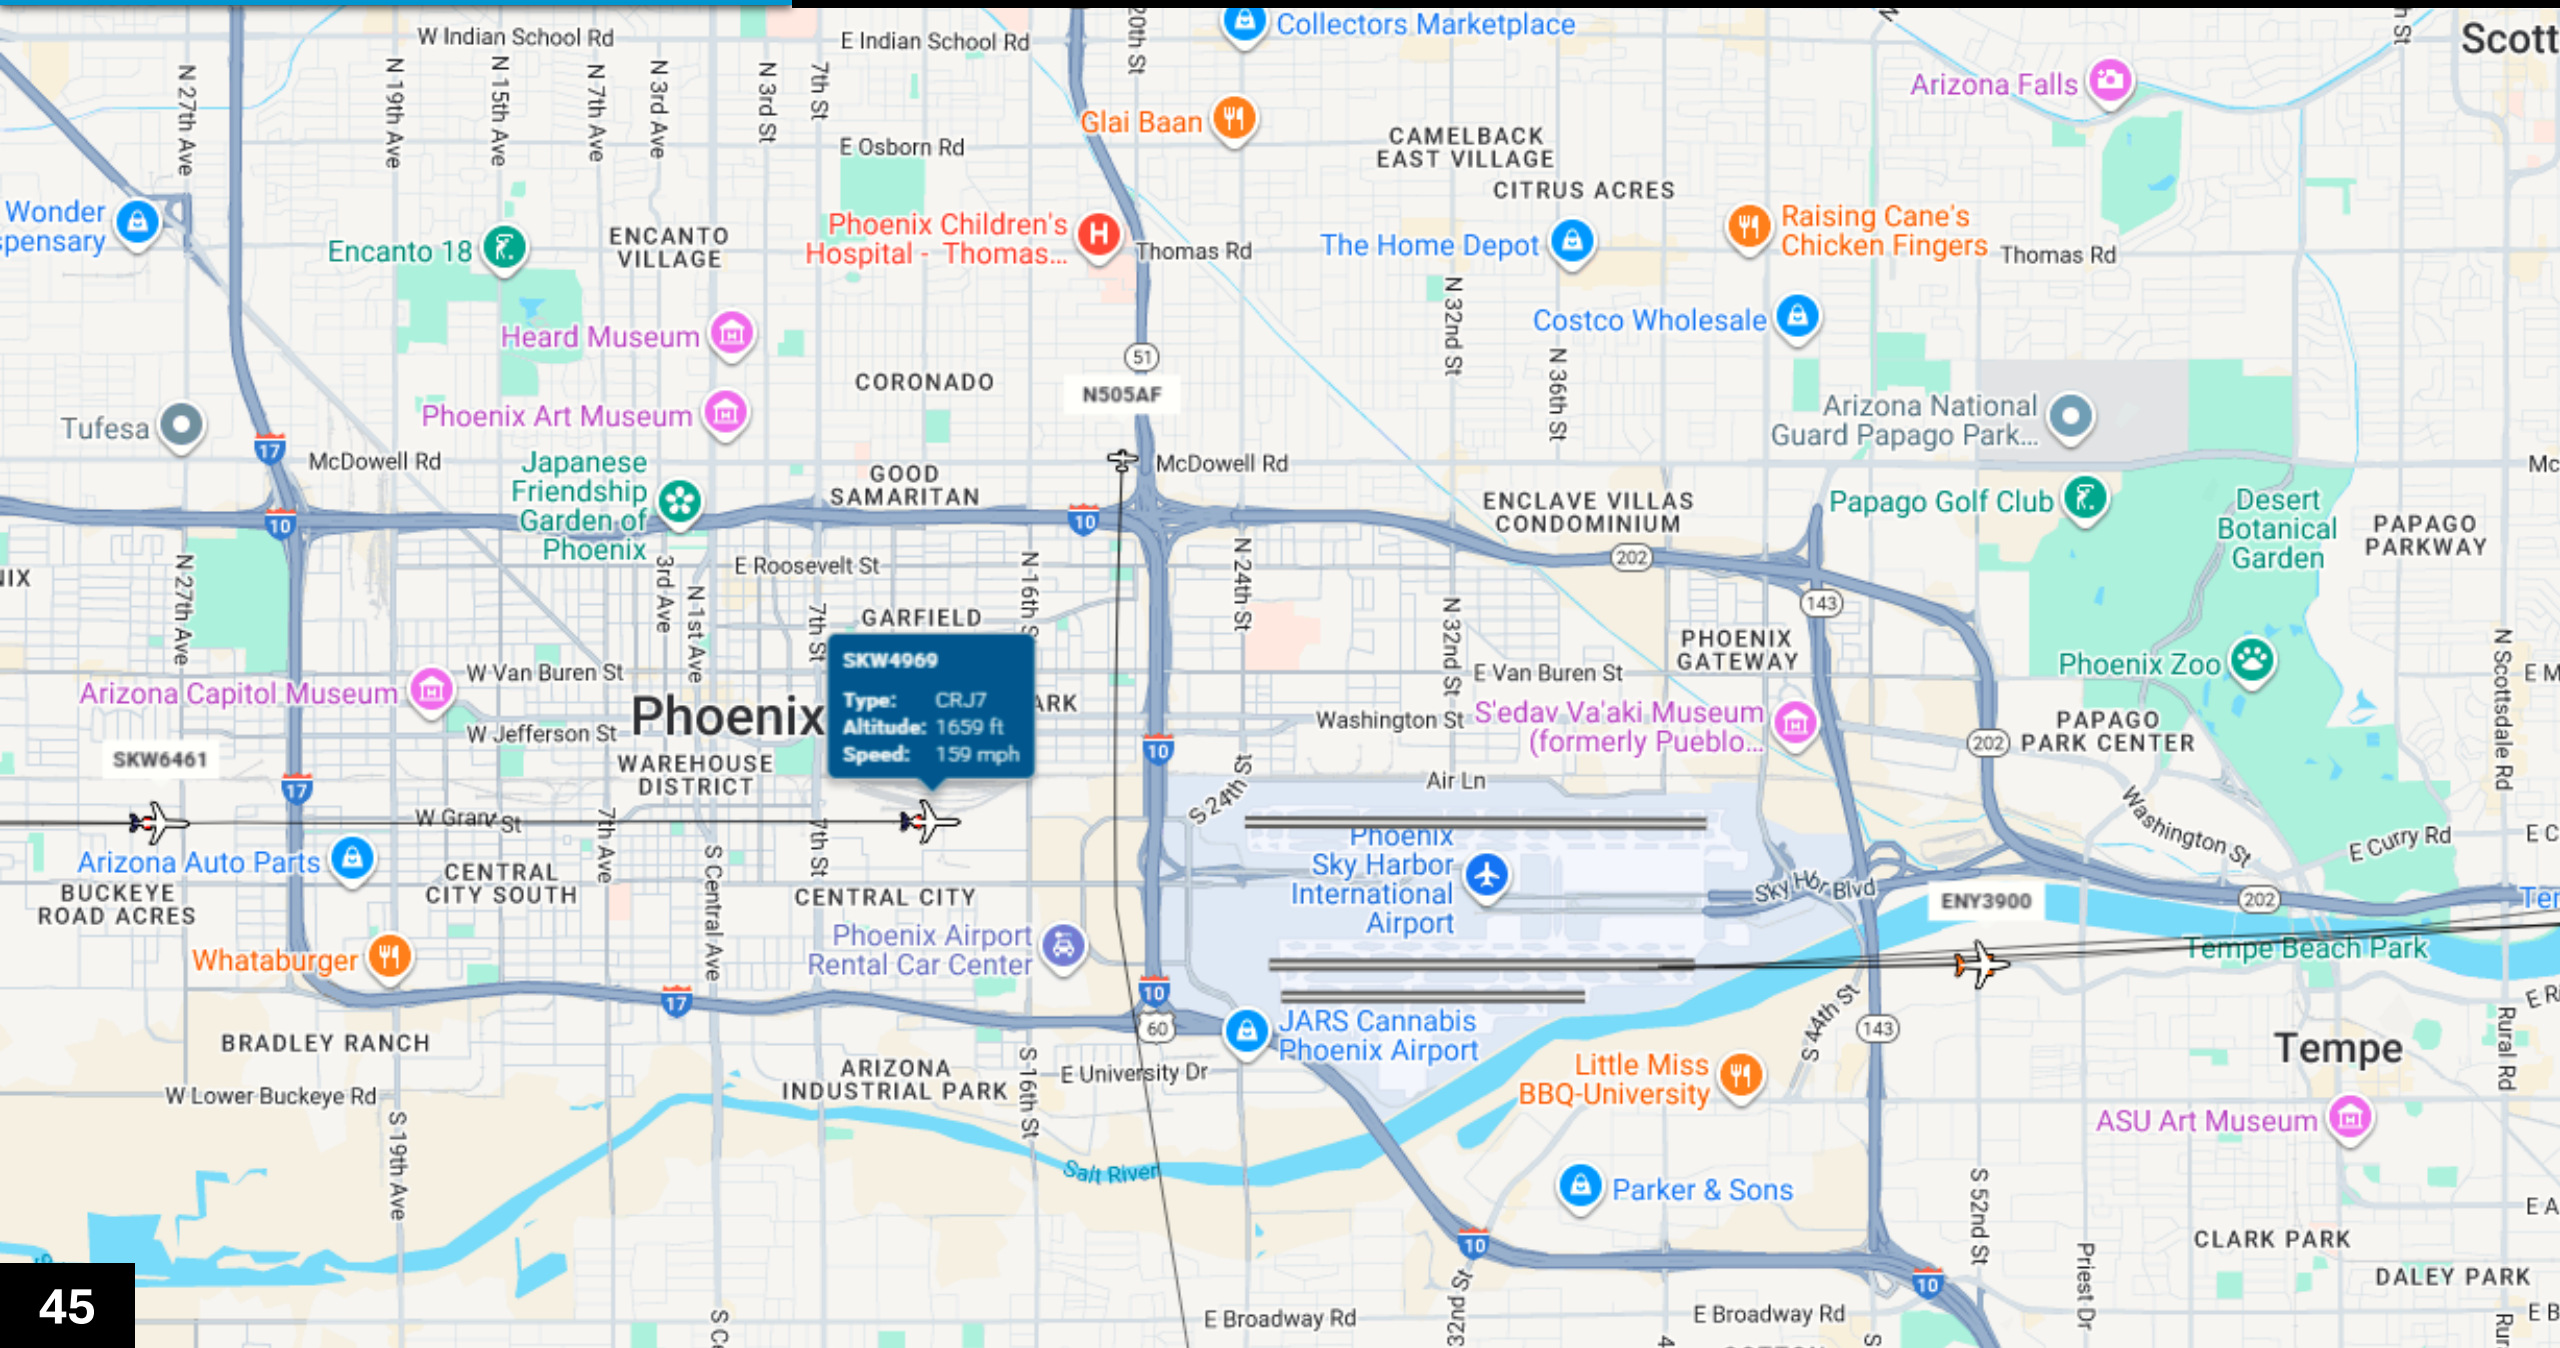 Collectors Marketplace
W Indian School Rd
E Indian School Rd
20th St
Scott
Arizona Falls
N 27th Ave
N 19th Ave
N 15th Ave
N 7th Ave
N 3rd Ave
N 3rd St
7th St
Glai Baan
E Osborn Rd
CAMELBACK
EAST VILLAGE
CITRUS ACRES
Wonder
spensary
Encanto 18
ENCANTO
VILLAGE
Phoenix Children's
Hospital - Thomas...
Thomas Rd
The Home Depot
Raising Cane's
Chicken Fingers
Thomas Rd
Heard Museum
51
N 32nd St
Costco Wholesale
N 36th St
CORONADO
N505AF
Phoenix Art Museum
Tufesa
17
McDowell Rd
Arizona National
Guard Papago Park...
Japanese
Friendship
Garden of
Phoenix
GOOD
SAMARITAN
McDowell Rd
Mc
10
10
ENCLAVE VILLAS
CONDOMINIUM
Papago Golf Club
Desert
Botanical
Garden
PAPAGO
PARKWAY
202
NIX
N 27th Ave
3rd Ave
N 1st Ave
E Roosevelt St
7th St
N 16th S
N 24th St
N 32nd St
143
GARFIELD
PHOENIX
GATEWAY
N Scottsdale Rd
SKW4969
Type: CRJ7
Altitude: 1659 ft
Speed: 159 mph
ARK
Arizona Capitol Museum
W Van Buren St
E Van Buren St
Phoenix Zoo
E M
Phoenix
W Jefferson St
Washington St
S'edav Va'aki Museum
(formerly Pueblo...
PAPAGO
PARK CENTER
202
10
SKW6461
WAREHOUSE
DISTRICT
17
Air Ln
S 24th St
Washington St
W Grant St
7th Ave
7th St
Phoenix
Sky Harbor
International
Airport
E Curry Rd
E C
Arizona Auto Parts
BUCKEYE
ROAD ACRES
CENTRAL
CITY SOUTH
S Central Ave
CENTRAL CITY
Sky Hbr Blvd
ENY3900
202
Ter
Whataburger
Phoenix Airport
Rental Car Center
Tempe Beach Park
17
10
60
S 44th St
143
E Ri
Rural Rd
BRADLEY RANCH
JARS Cannabis
Phoenix Airport
Tempe
ARIZONA
INDUSTRIAL PARK
S 16th St
E University Dr
Little Miss
BBQ-University
W Lower Buckeye Rd
S 19th Ave
ASU Art Museum
Salt River
Parker & Sons
S 52nd St
E A
10
CLARK PARK
Priest Dr
10
DALEY PARK
45
S Ce
E Broadway Rd
32nd St
E Broadway Rd
4
S
E B
Rur